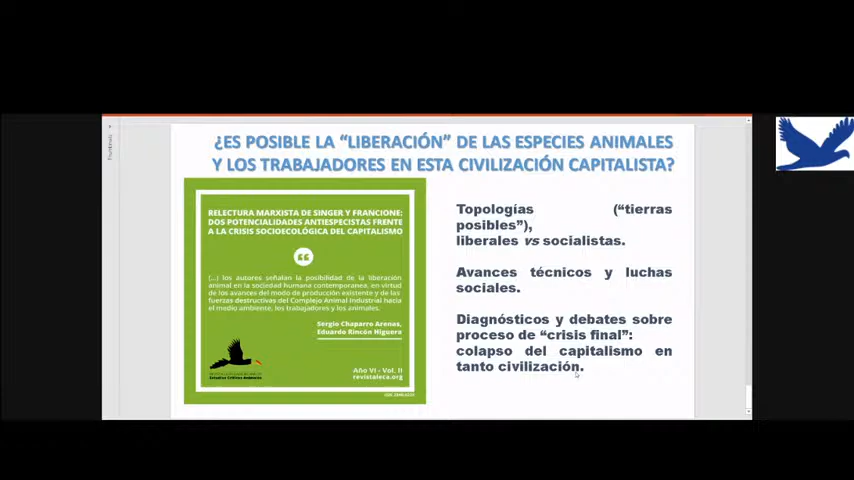 ¿ES POSIBLE LA “LIBERACIÓN” DE LAS ESPECIES ANIMALES
Y LOS TRABAJADORES EN ESTA CIVILIZACIÓN CAPITALISTA?
RELECTURA MARXISTA DE SINGER Y FRANCIONE:
DOS POTENCIALIDADES ANTIESPECISTAS FRENTE
A LA CRISIS SOCIOECOLÓGICA DEL CAPITALISMO
(...) los autores señalan la posibilidad de la liberación
animal en la sociedad humana contemporanea, en virtud
de los avances del modo de producción existente y de las
fuerzas destructivas del Complejo Animal Industrial hacia
el medio ambiente, los trabajadores y los animales.
Sergio Chaparro Arenas,
Eduardo Rincón Higuera
Año VI - Vol. II
revistaleca.org
Estudios Críticos Animales
Topologías (“tierras
posibles”),
liberales vs socialistas.
Avances técnicos y luchas
sociales.
Diagnósticos y debates sobre
proceso de “crisis final”:
colapso del capitalismo en
tanto civilización.